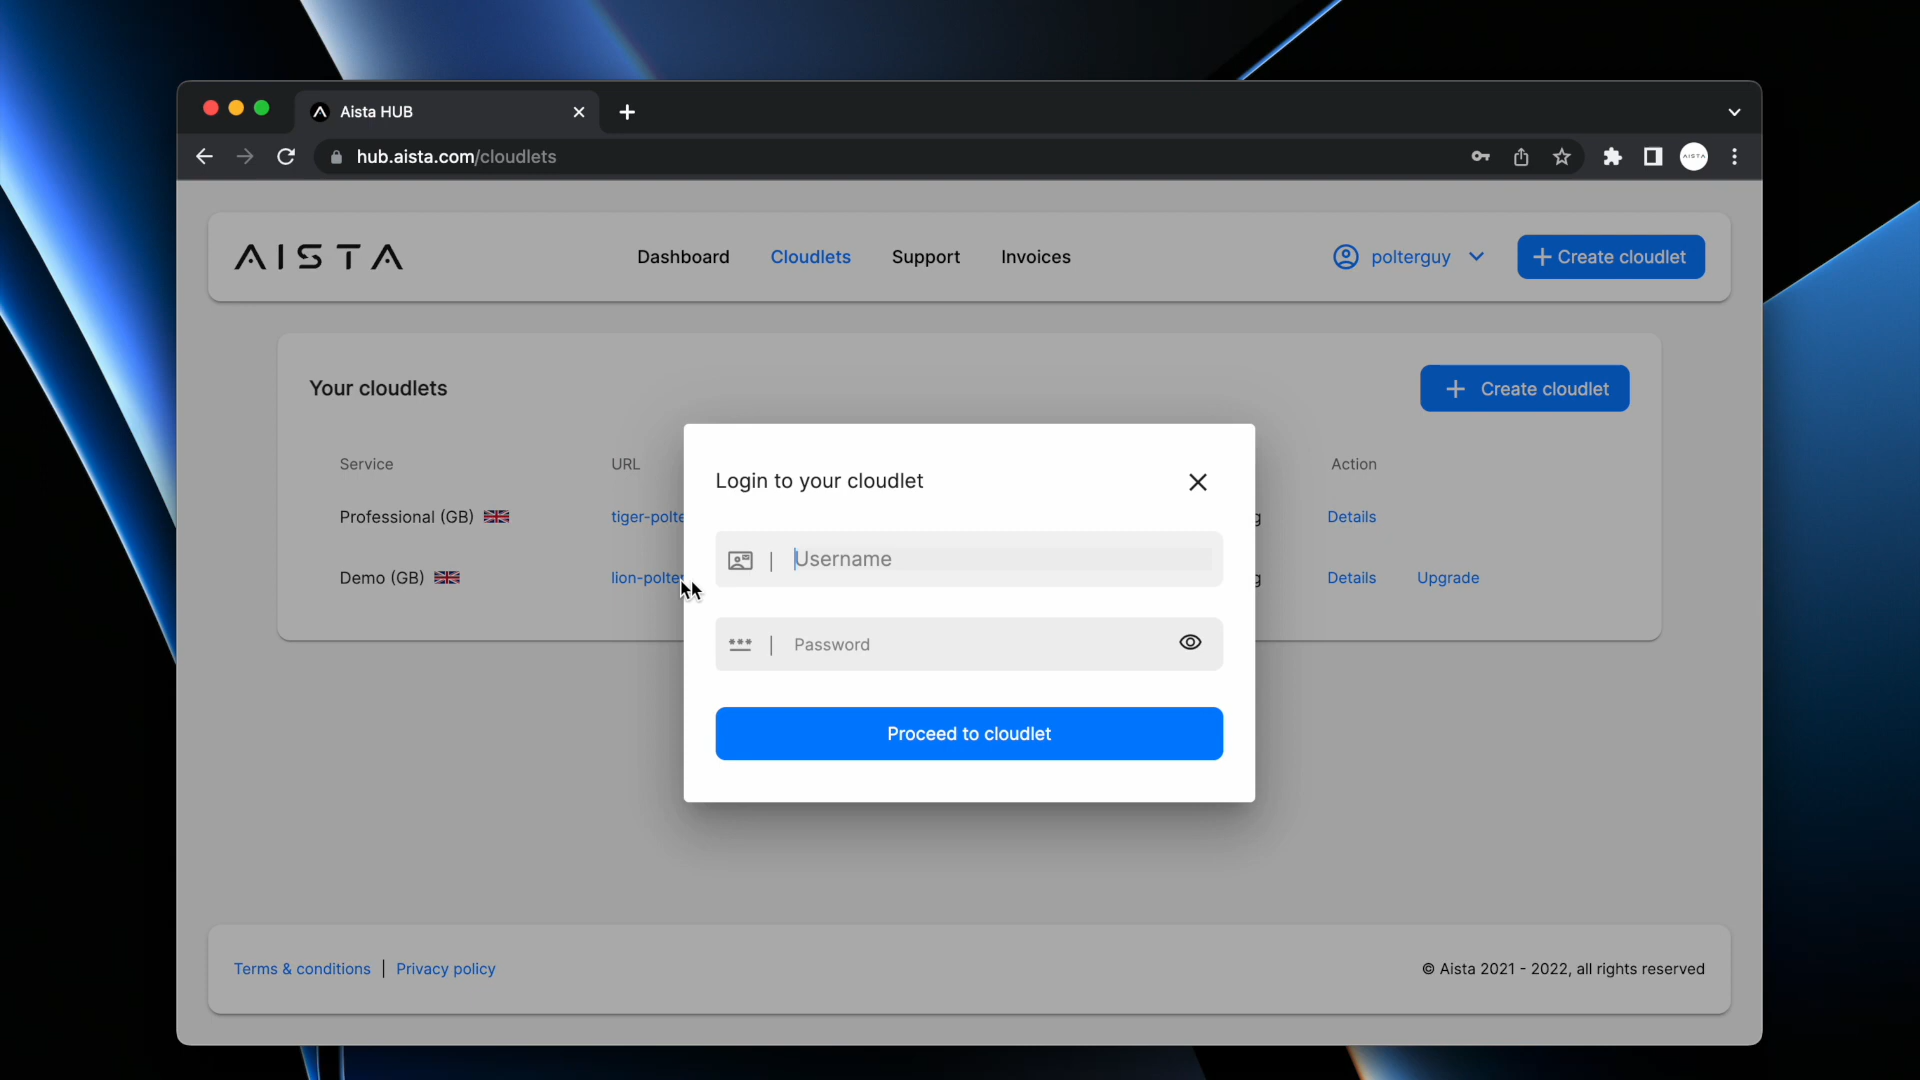 Aista HUB
hub.aista.com/cloudlets
AISTA
AISTA
Dashboard
Cloudlets
Support
Invoices
polterguy
+ Create cloudlet
Your cloudlets
+ Create cloudlet
Service
URL
Action
Professional (GB)
tiger-polte
g
Details
Demo (GB)
lion-polte
g
Details
Upgrade
Login to your cloudlet
Username
Password
Proceed to cloudlet
Terms & conditions | Privacy policy
© Aista 2021 - 2022, all rights reserved